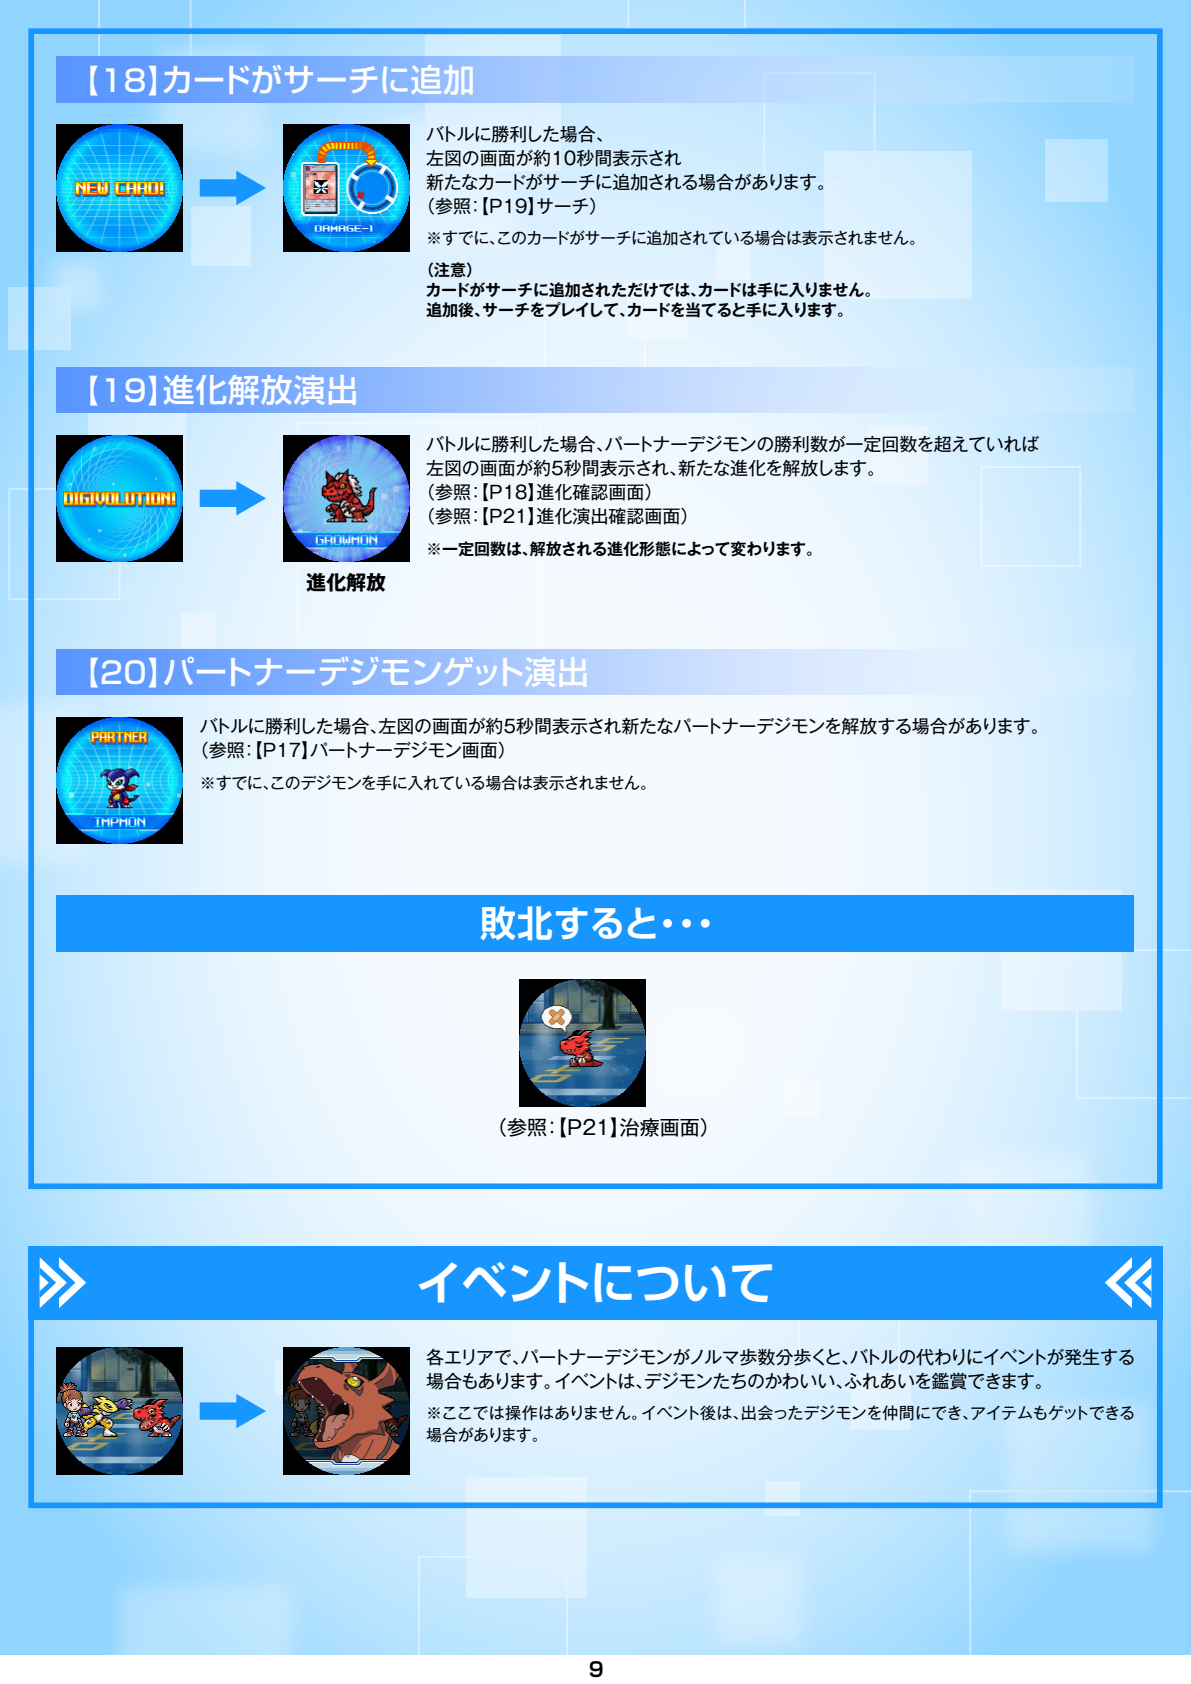 【18】カードがサーチに追加
NEW CARD!
DAMAGE-1
バトルに勝利した場合、
左図の画面が約10秒間表示され
新たなカードがサーチに追加される場合があります。
（参照：【P19】サーチ）
※すでに、このカードがサーチに追加されている場合は表示されません。
（注意）
カードがサーチに追加されただけでは、カードは手に入りません。
追加後、サーチをプレイして、カードを当てると手に入ります。
【19】進化解放演出
DIGIVOLUTION!
GROWMON
進化解放
バトルに勝利した場合、パートナーデジモンの勝利数が一定回数を超えていれば
左図の画面が約5秒間表示され、新たな進化を解放します。
（参照：【P18】進化確認画面）
（参照：【P21】進化演出確認画面）
※一定回数は、解放される進化形態によって変わります。
【20】パートナーデジモンゲット演出
PARTNER
IMPMON
バトルに勝利した場合、左図の画面が約5秒間表示され新たなパートナーデジモンを解放する場合があります。
（参照：【P17】パートナーデジモン画面）
※すでに、このデジモンを手に入れている場合は表示されません。
敗北すると・・・
（参照：【P21】治療画面）
イベントについて
各エリアで、パートナーデジモンがノルマ歩数分歩くと、バトルの代わりにイベントが発生する
場合もあります。イベントは、デジモンたちのかわいい、ふれあいを鑑賞できます。
※ここでは操作はありません。イベント後は、出会ったデジモンを仲間にでき、アイテムもゲットできる
場合があります。
9